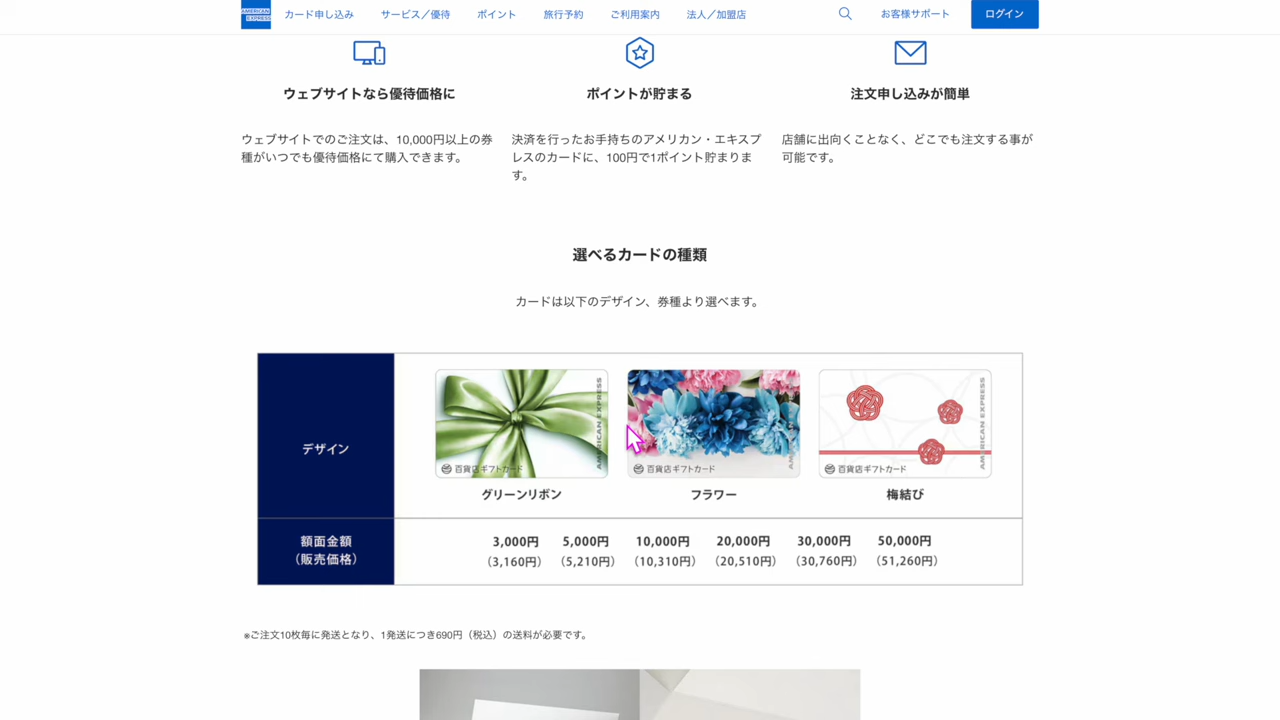 AMERICAN
EXPRESS
カード申し込み
サービス／優待
ポイント
旅行予約
ご利用案内
法人／加盟店
お客様サポート
ログイン
ウェブサイトなら優待価格に
ウェブサイトでのご注文は、10,000円以上の券
種がいつでも優待価格にて購入できます。
ポイントが貯まる
決済を行ったお手持ちのアメリカン・エキスプ
レスのカードに、100円で1ポイント貯まりま
す。
注文申し込みが簡単
店舗に出向くことなく、どこでも注文する事が
可能です。
選べるカードの種類
カードは以下のデザイン、券種より選べます。
デザイン
AMERICAN EXPRESS
百貨店ギフトカード
グリーンリボン
AMERICAN EXPRESS
百貨店ギフトカード
フラワー
AMERICAN EXPRESS
百貨店ギフトカード
梅結び
額面金額
（販売価格）
3,000円 5,000円 10,000円 20,000円 30,000円 50,000円
（3,160円） （5,210円） （10,310円） （20,510円） （30,760円） （51,260円）
※ご注文10枚毎に発送となり、1発送につき690円（税込）の送料が必要です。